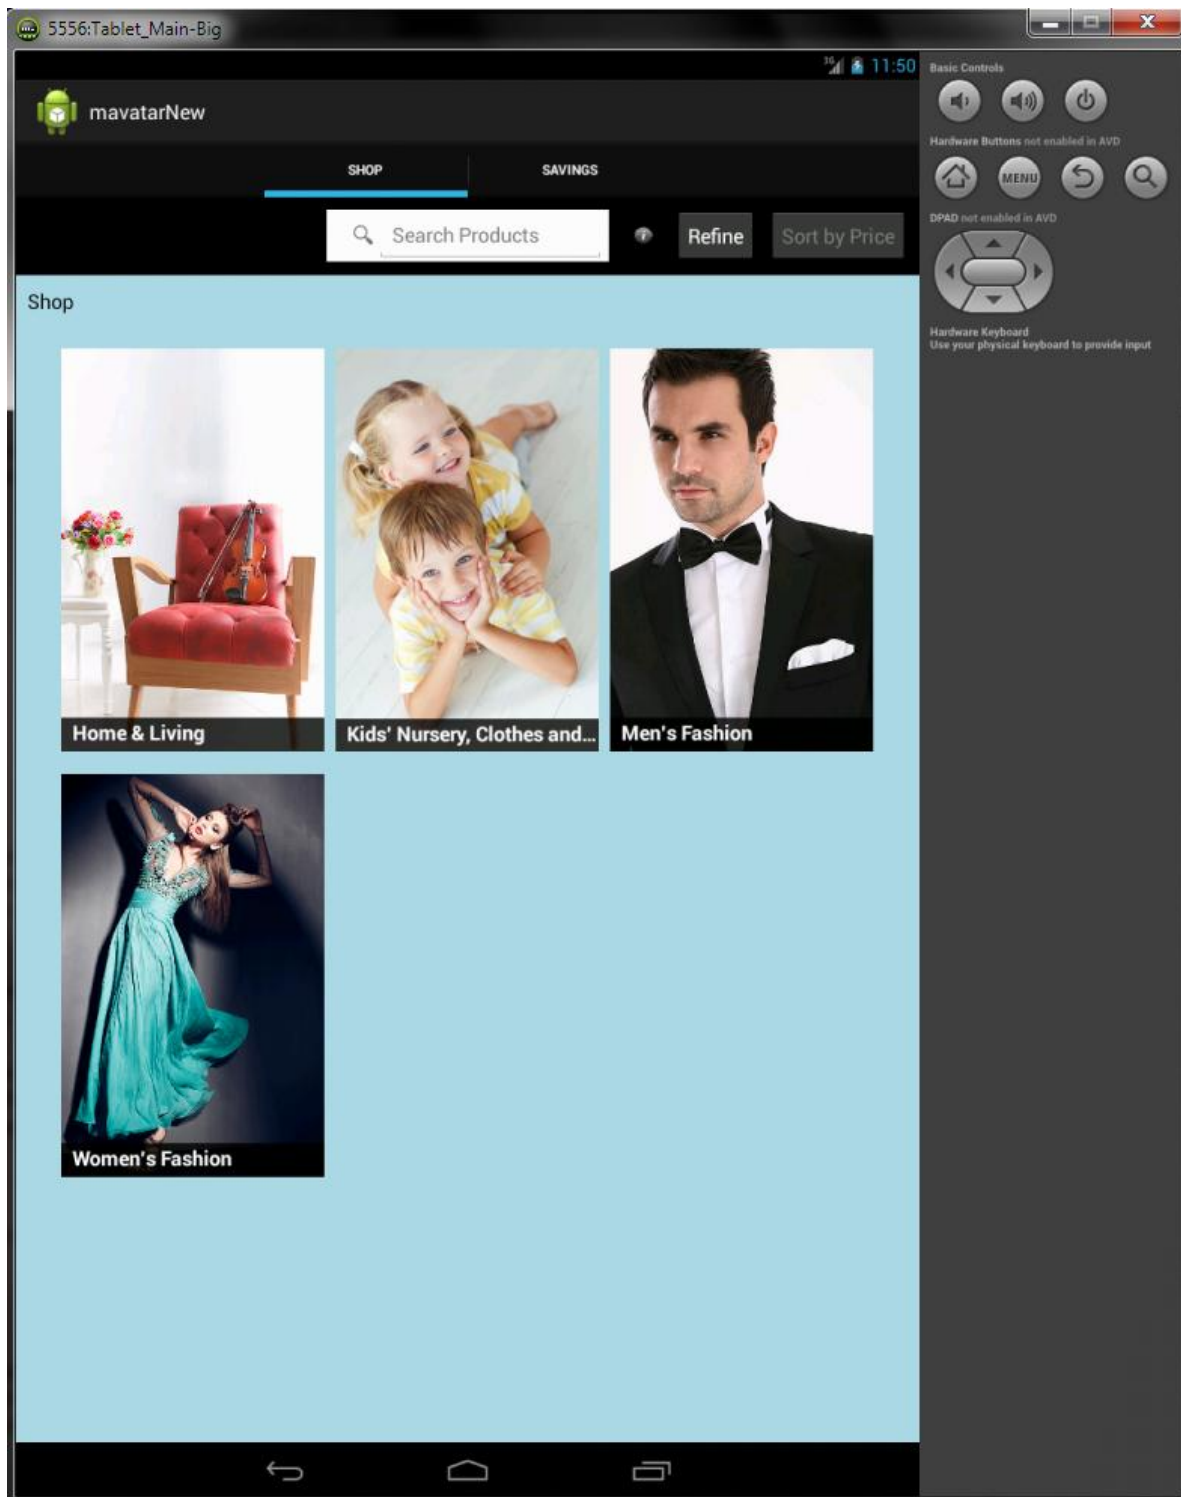 5556:Tablet_Main-Big
3G 11:50
mavatarNew
SHOP SAVINGS
Search Products Refine Sort by Price
Shop
Home & Living
Kids' Nursery, Clothes and...
Men's Fashion
Women's Fashion
Basic Controls
Hardware Buttons not enabled in AVD
MENU
DPAD not enabled in AVD
Hardware Keyboard
Use your physical keyboard to provide input